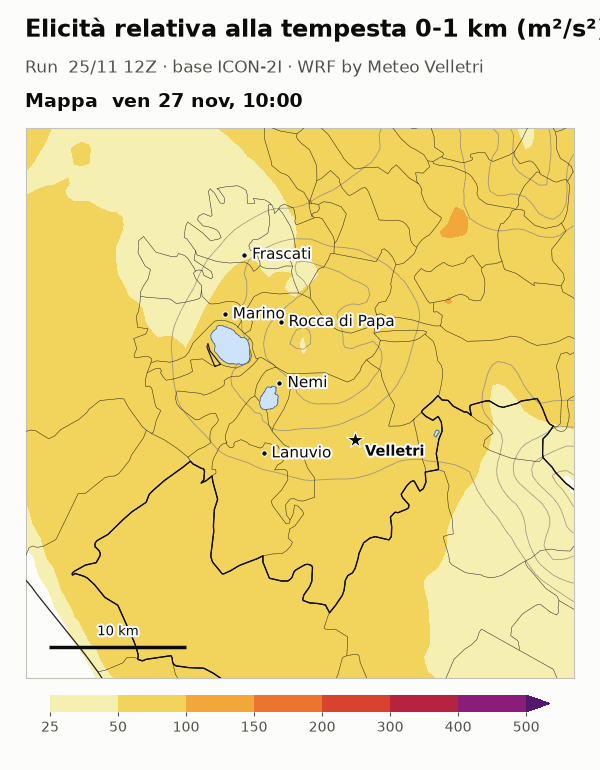 Elicità relativa alla tempesta 0-1 km (m²/s²)
Run 25/11 12Z · base ICON-2I · WRF by Meteo Velletri
Mappa ven 27 nov, 10:00
Frascati
Marino
Rocca di Papa
Nemi
Velletri
Lanuvio
10 km
25 50 100 150 200 300 400 500